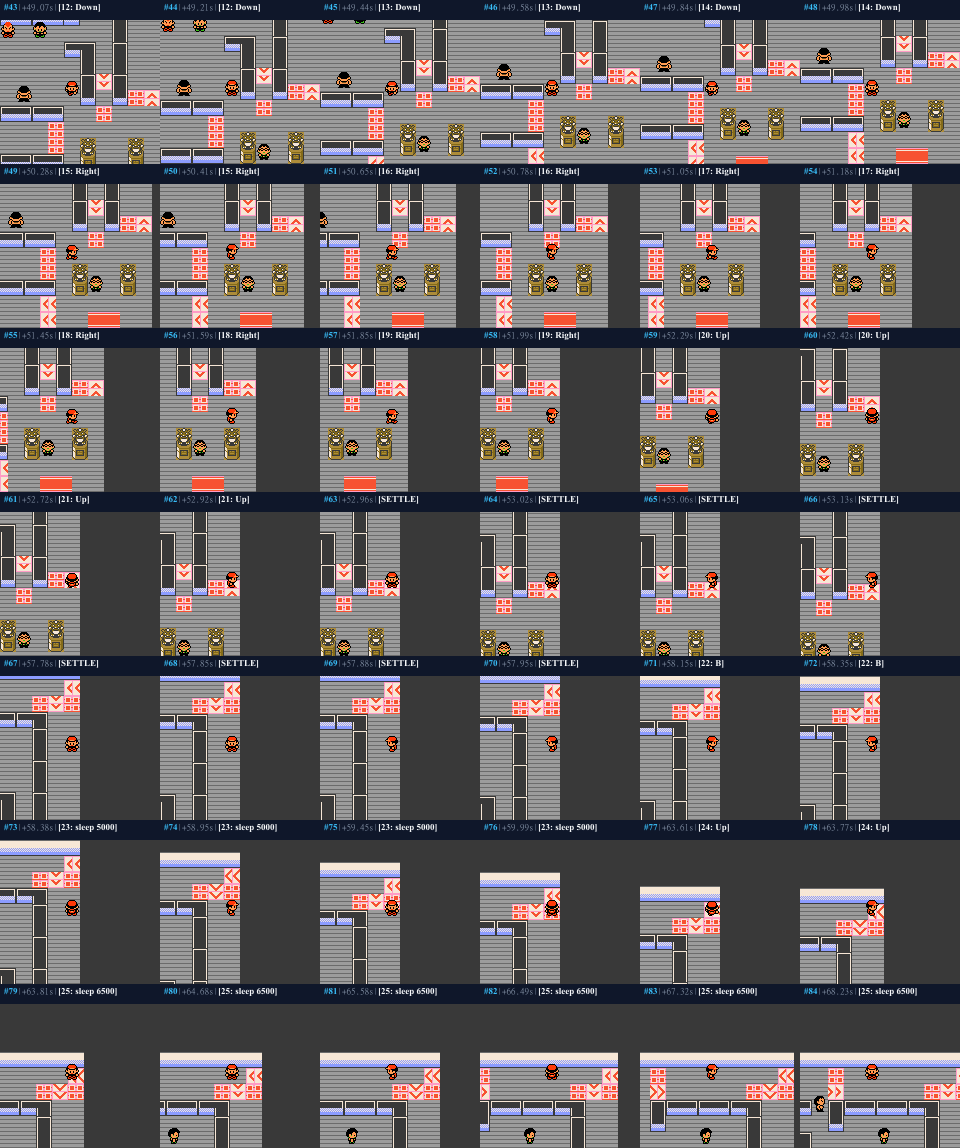 #43|+49.07s| [12: Down]
#44|+49.21s| [12: Down]
#45|+49.44s| [13: Down]
#46|+49.58s| [13: Down]
#47|+49.84s| [14: Down]
#48|+49.98s| [14: Down]
#49|+50.28s| [15: Right]
#50|+50.41s| [15: Right]
#51|+50.65s| [16: Right]
#52|+50.78s| [16: Right]
#53|+51.05s| [17: Right]
#54|+51.18s| [17: Right]
#55|+51.45s| [18: Right]
#56|+51.59s| [18: Right]
#57|+51.85s| [19: Right]
#58|+51.99s| [19: Right]
#59|+52.29s| [20: Up]
#60|+52.42s| [20: Up]
#61|+52.72s| [21: Up]
#62|+52.92s| [21: Up]
#63|+52.96s| [SETTLE]
#64|+53.02s| [SETTLE]
#65|+53.06s| [SETTLE]
#66|+53.13s| [SETTLE]
#67|+57.78s| [SETTLE]
#68|+57.85s| [SETTLE]
#69|+57.88s| [SETTLE]
#70|+57.95s| [SETTLE]
#71|+58.15s| [22: B]
#72|+58.35s| [22: B]
#73|+58.38s| [23: sleep 5000]
#74|+58.95s| [23: sleep 5000]
#75|+59.45s| [23: sleep 5000]
#76|+59.99s| [23: sleep 5000]
#77|+63.61s| [24: Up]
#78|+63.77s| [24: Up]
#79|+63.81s| [25: sleep 6500]
#80|+64.68s| [25: sleep 6500]
#81|+65.58s| [25: sleep 6500]
#82|+66.49s| [25: sleep 6500]
#83|+67.32s| [25: sleep 6500]
#84|+68.23s| [25: sleep 6500]